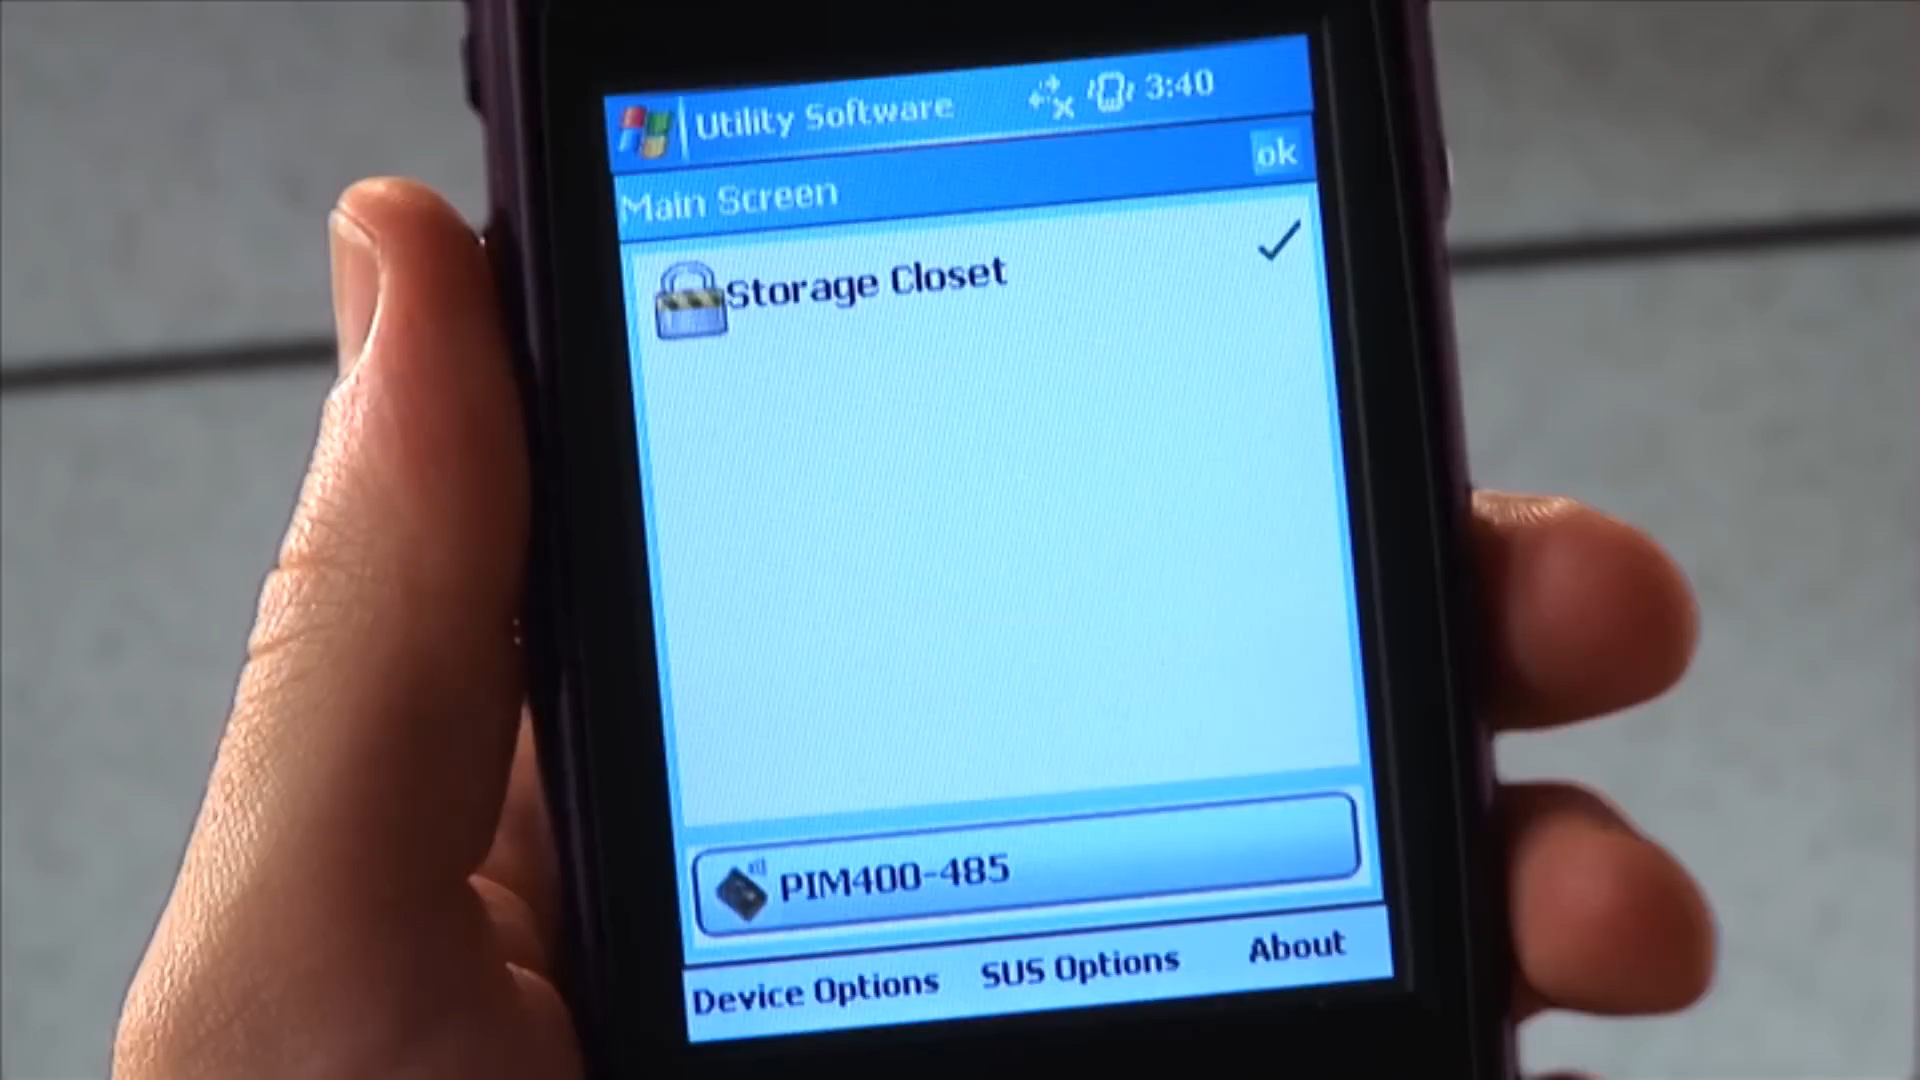 Utility Software 3:40
Main Screen ok
Storage Closet
PIM400-485
Device Options SUS Options About